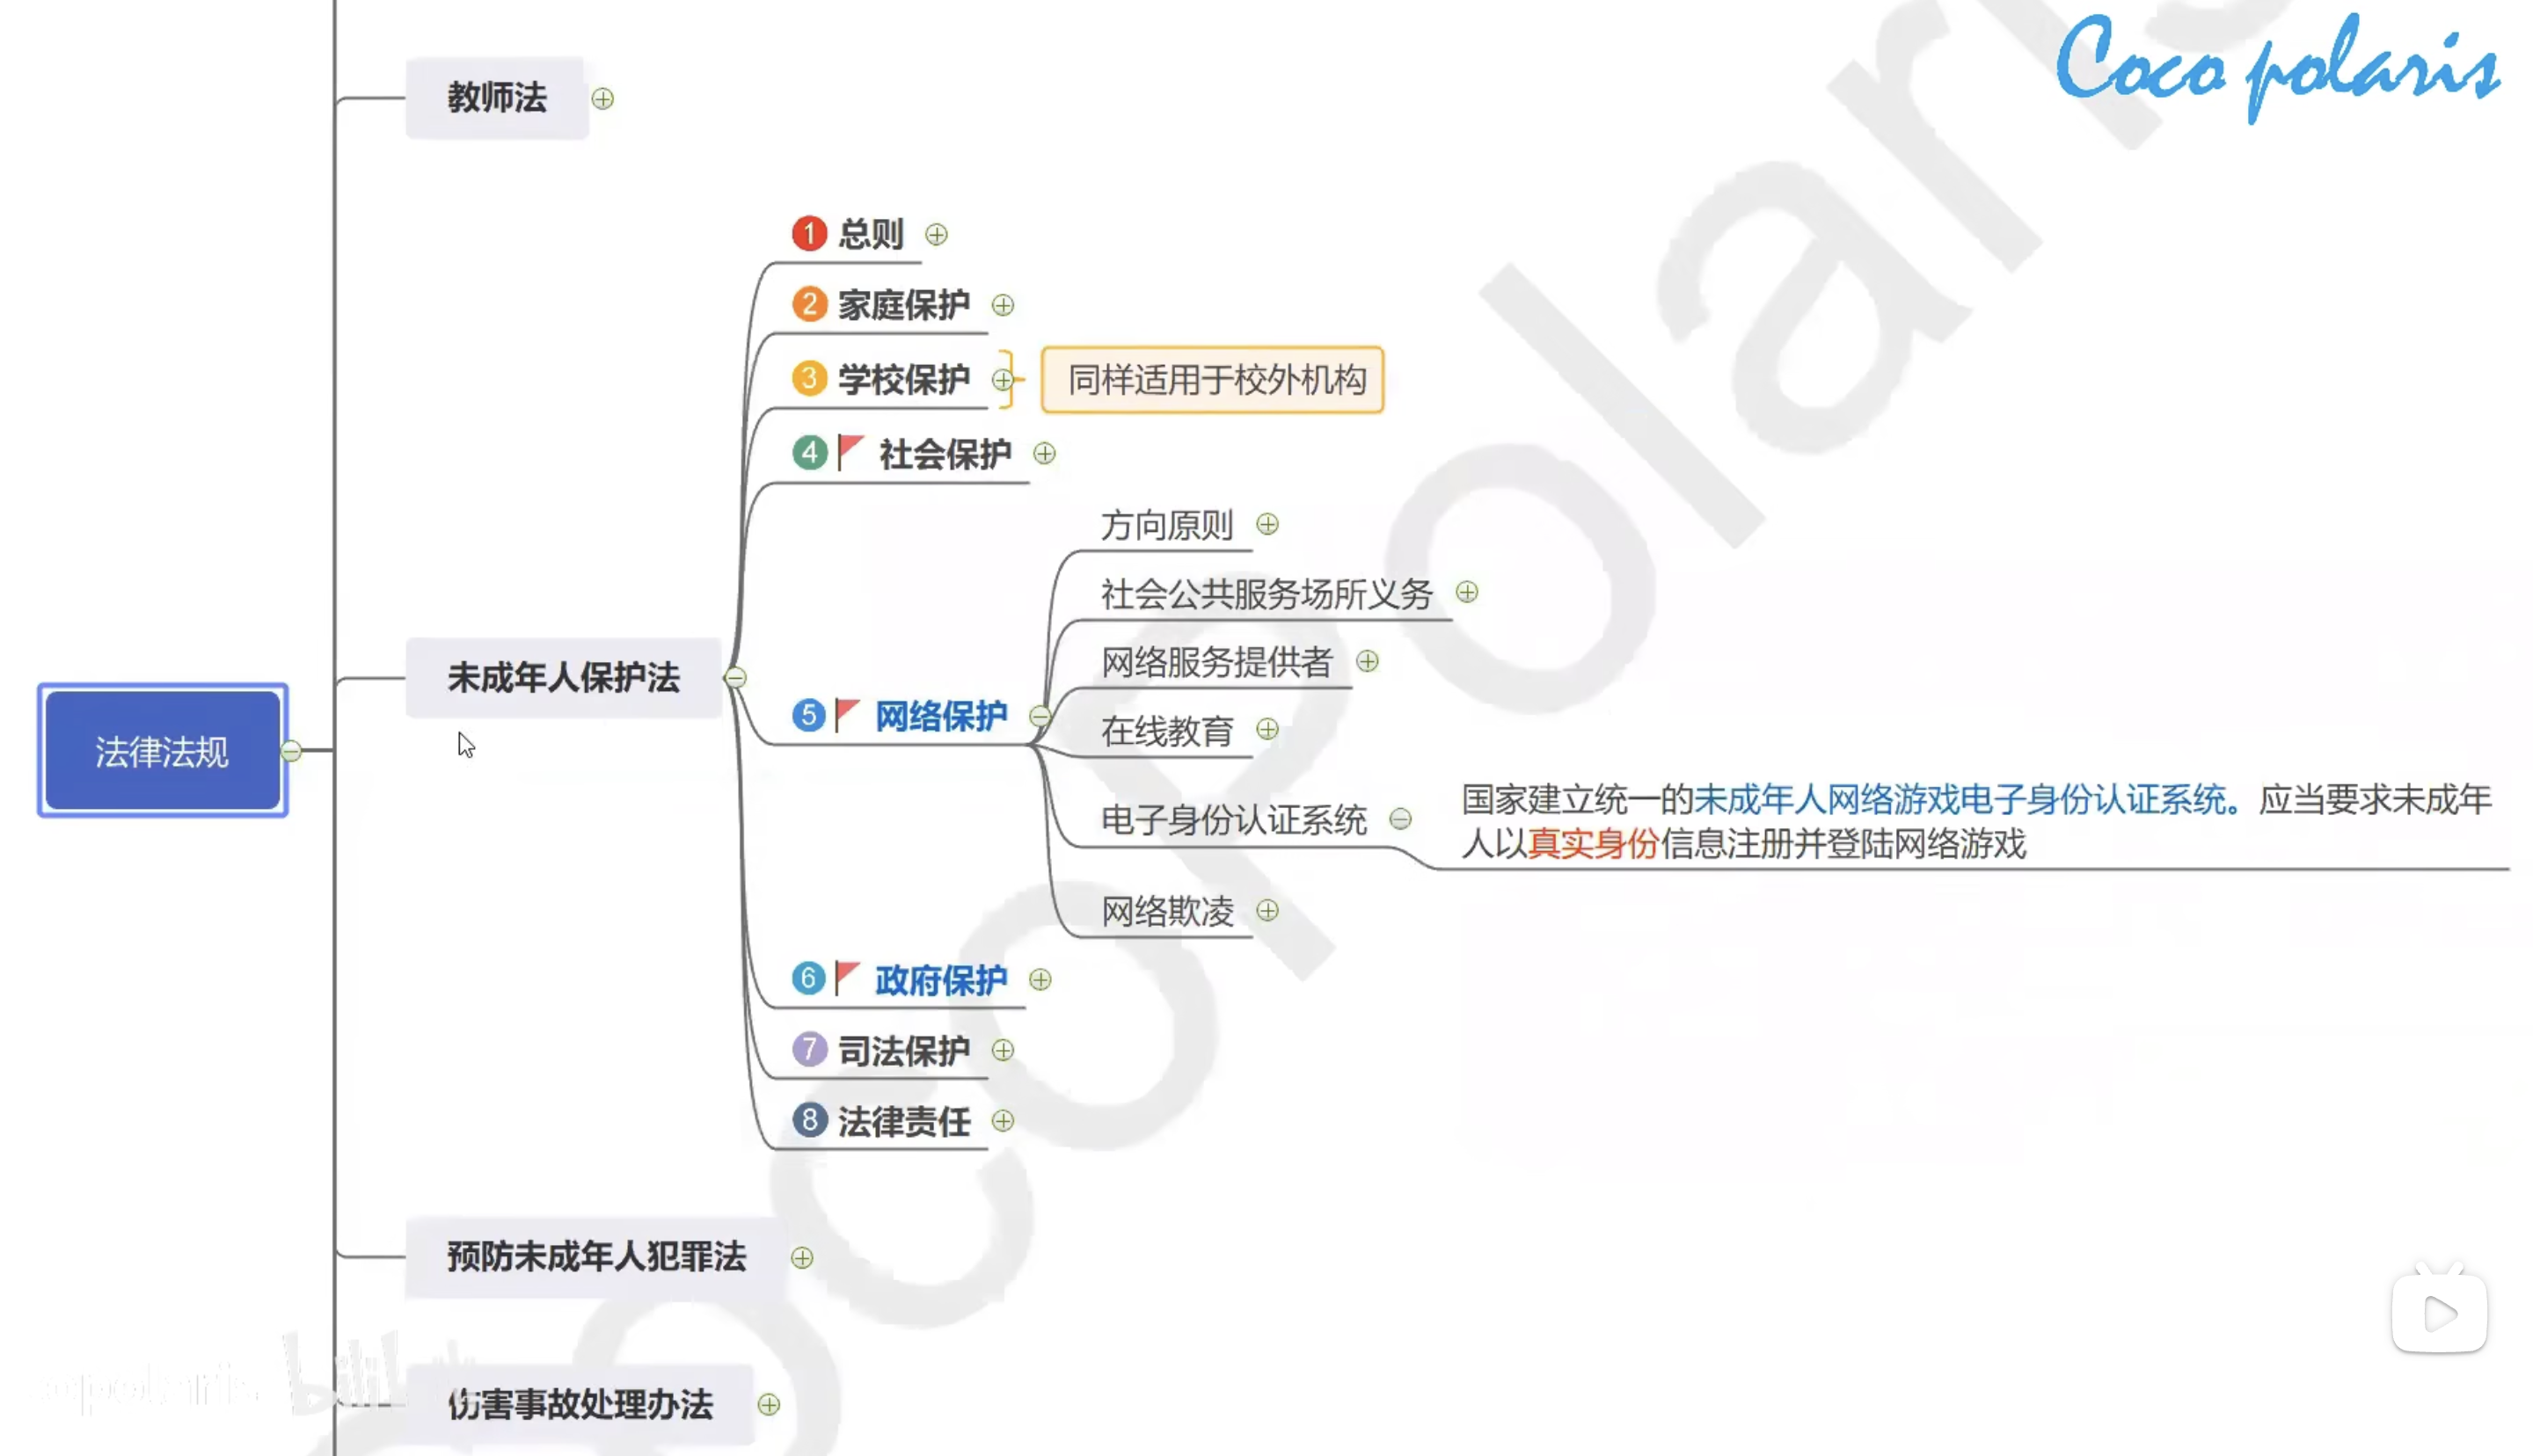 Coco polaris
教师法
1 总则
2 家庭保护
3 学校保护
同样适用于校外机构
4 社会保护
方向原则
社会公共服务场所义务
网络服务提供者
未成年人保护法
法律法规
5 网络保护
在线教育
电子身份认证系统
国家建立统一的未成年人网络游戏电子身份认证系统。应当要求未成年
人以真实身份信息注册并登陆网络游戏
网络欺凌
6 政府保护
7 司法保护
8 法律责任
预防未成年人犯罪法
伤害事故处理办法